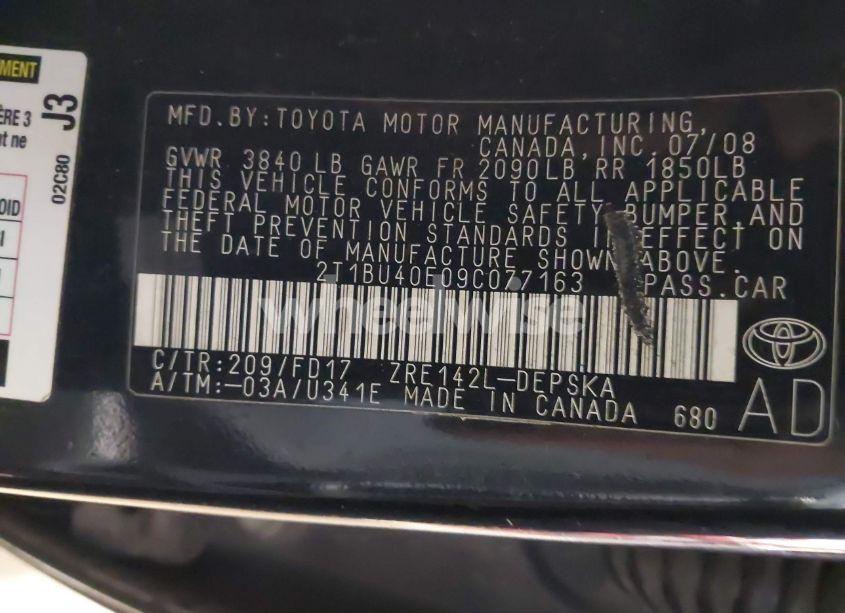 MENT
J3
ÈRE 3
t ne
02C80
OID
MFD.BY:TOYOTA MOTOR MANUFACTURING,
CANADA, INC. 07/08
GVWR 3840 LB GAWR FR 2090LB RR 1850LB
THIS VEHICLE CONFORMS TO ALL APPLICABLE
FEDERAL MOTOR VEHICLE SAFETY, BUMPER, AND
THEFT PREVENTION STANDARDS IN EFFECT ON
THE DATE OF MANUFACTURE SHOWN ABOVE.
2T1BU40E09C077163 PASS.CAR
wheelwise
C/TR:209/FD17 ZRE142L-DEPSKA
A/TM:-03A/U341E MADE IN CANADA 680
TOYOTA
AD